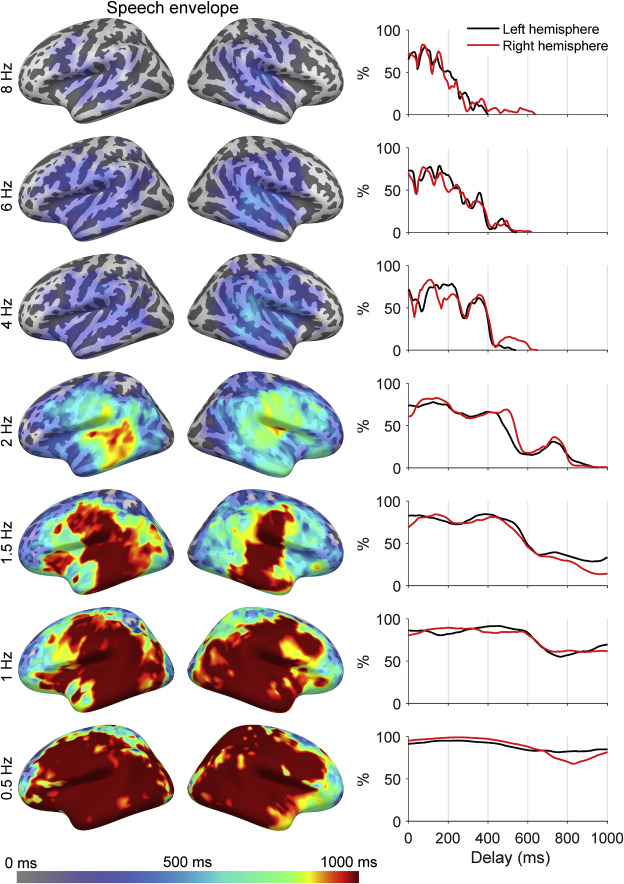 Speech envelope
Left hemisphere
Right hemisphere
8 Hz
%
100
50
0
6 Hz
%
100
50
0
4 Hz
%
100
50
0
2 Hz
%
100
50
0
1.5 Hz
%
100
50
0
1 Hz
%
100
50
0
0.5 Hz
%
100
50
0
0 200 400 600 800 1000
Delay (ms)
0 ms 500 ms 1000 ms